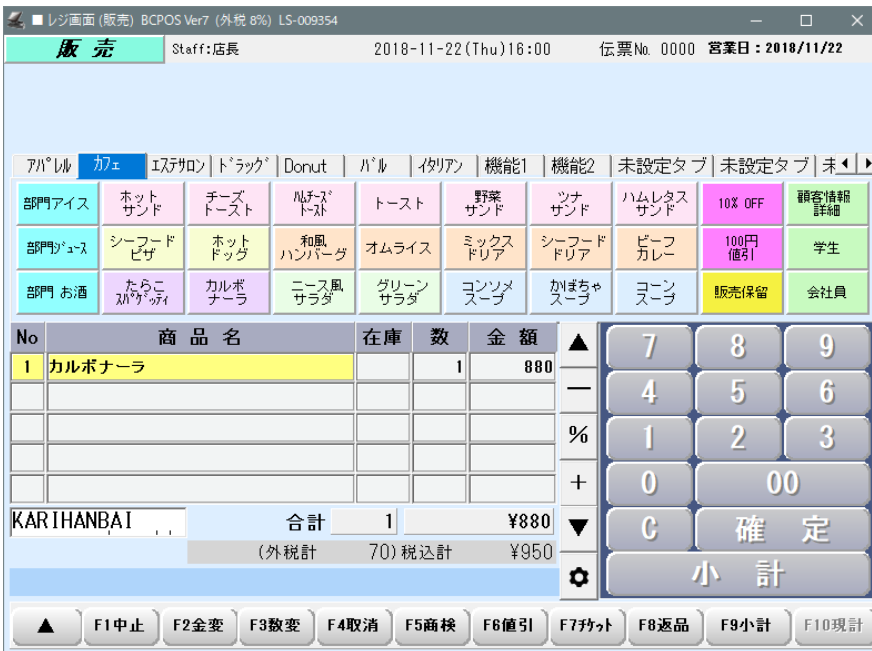 ■ レジ画面 (販売) BCPOS Ver7 (外税 8%) LS-009354
販 売 Staff:店長 2018-11-22(Thu)16:00 伝票№ 0000 営業日：2018/11/22
アパレル カフェ エステサロン ドラッグ Donut バル イタリアン 機能1 機能2 未設定タブ 未設定タブ 未
部門アイス ホットサンド チーズトースト ハムチーズトースト トースト 野菜サンド ツナサンド ハムレタスサンド 10% OFF 顧客情報詳細
部門ジュース シーフードピザ ホットドッグ 和風ハンバーグ オムライス ミックスドリア シーフードドリア ビーフカレー 100円値引 学生
部門 お酒 たらこスパゲッティ カルボナーラ ニース風サラダ グリーンサラダ コンソメスープ かぼちゃスープ コーンスープ 販売保留 会社員
No 商 品 名 在庫 数 金 額 ▲ 7 8 9
1 カルボナーラ 1 880
― 4 5 6
% 1 2 3
+ 0 00
KARIHANBAI 合計 1 ¥880 ▼ C 確 定
(外税計 70)税込計 ¥950
小 計
▲ F1中止 F2金変 F3数変 F4取消 F5商検 F6値引 F7チケット F8返品 F9小計 F10現計